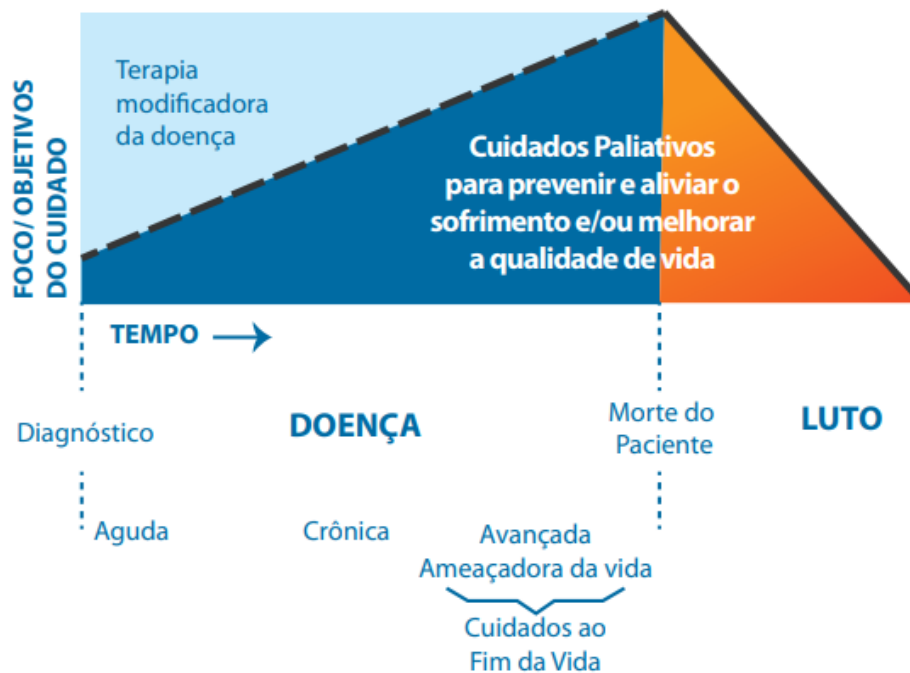 FOCO/ OBJETIVOS
DO CUIDADO
Terapia
modificadora
da doença
Cuidados Paliativos
para prevenir e aliviar o
sofrimento e/ou melhorar
a qualidade de vida
TEMPO
Diagnóstico
DOENÇA
Morte do
Paciente
LUTO
Aguda
Crônica
Avançada
Ameaçadora da vida
Cuidados ao
Fim da Vida